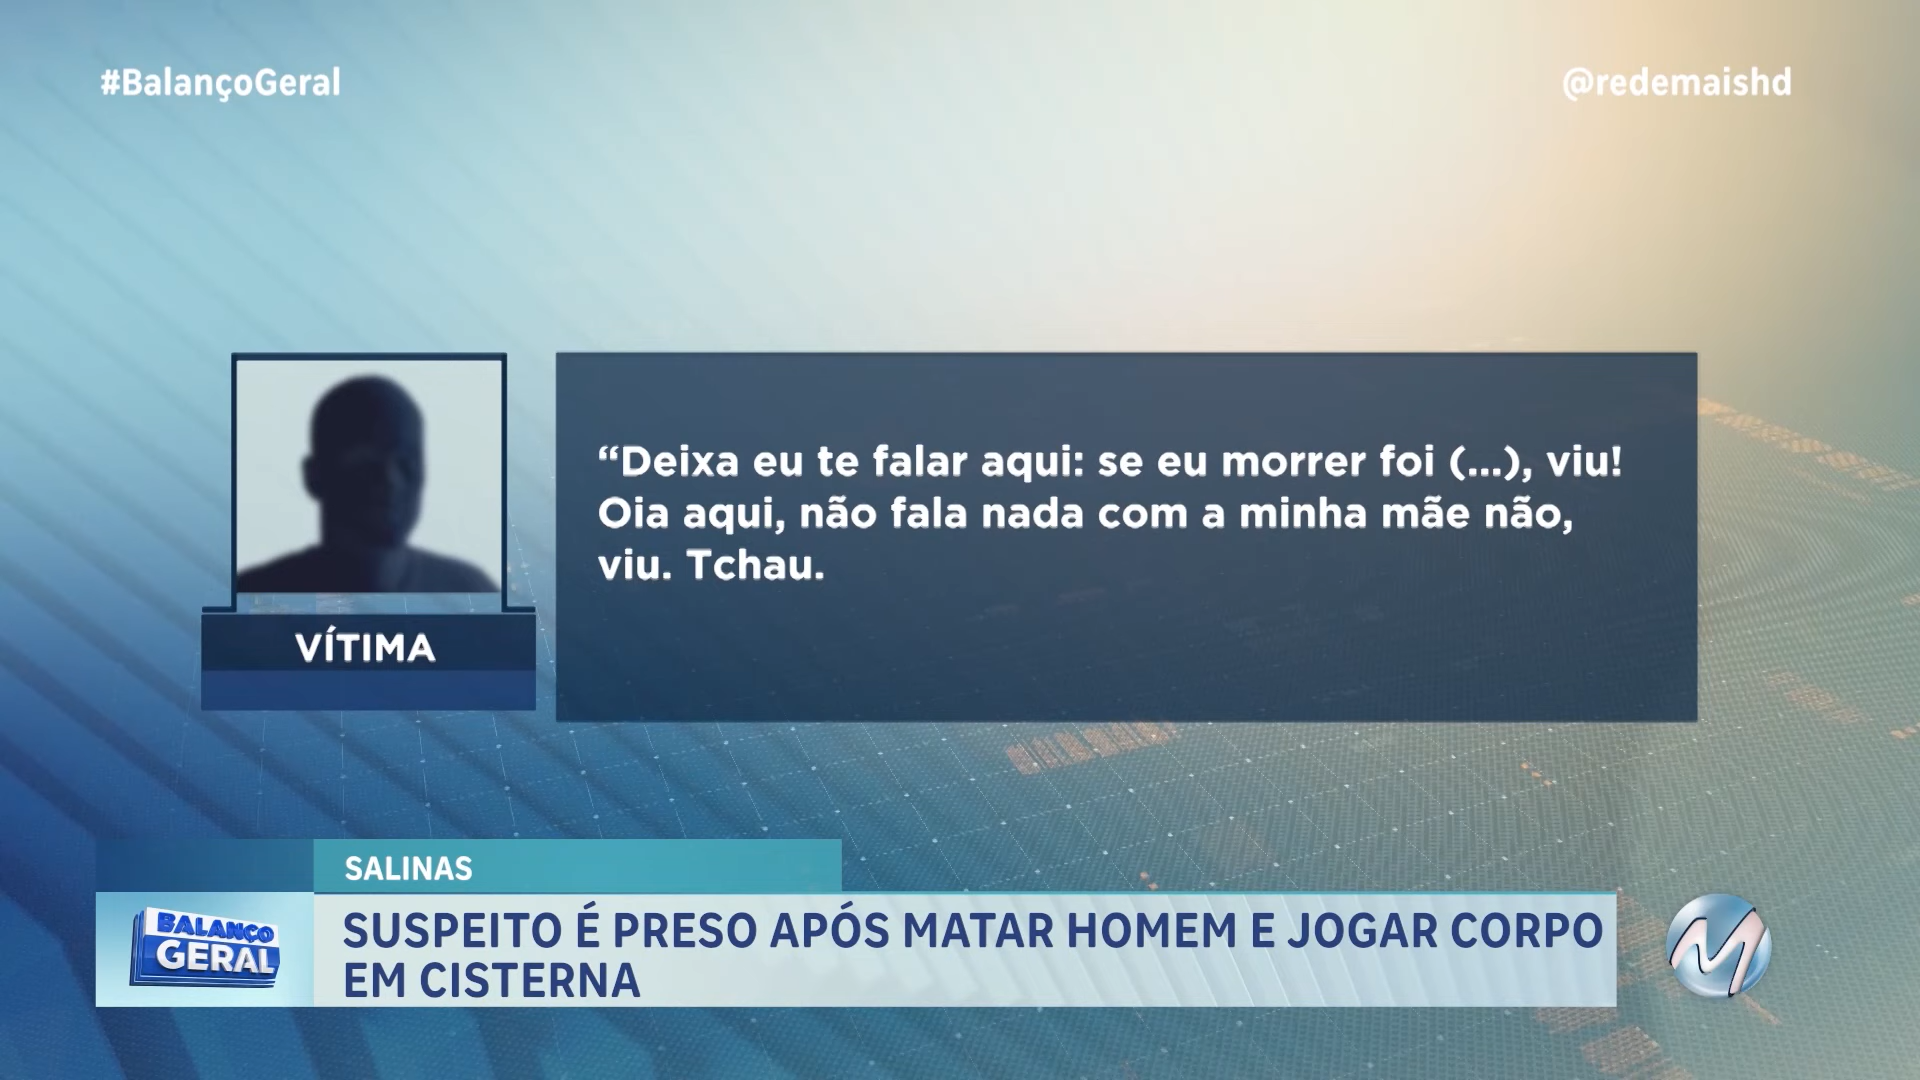 #BalançoGeral
@redemaishd
“Deixa eu te falar aqui: se eu morrer foi (...), viu!
Oia aqui, não fala nada com a minha mãe não,
viu. Tchau.
VÍTIMA
SALINAS
BALANÇO
GERAL
SUSPEITO É PRESO APÓS MATAR HOMEM E JOGAR CORPO
EM CISTERNA
M